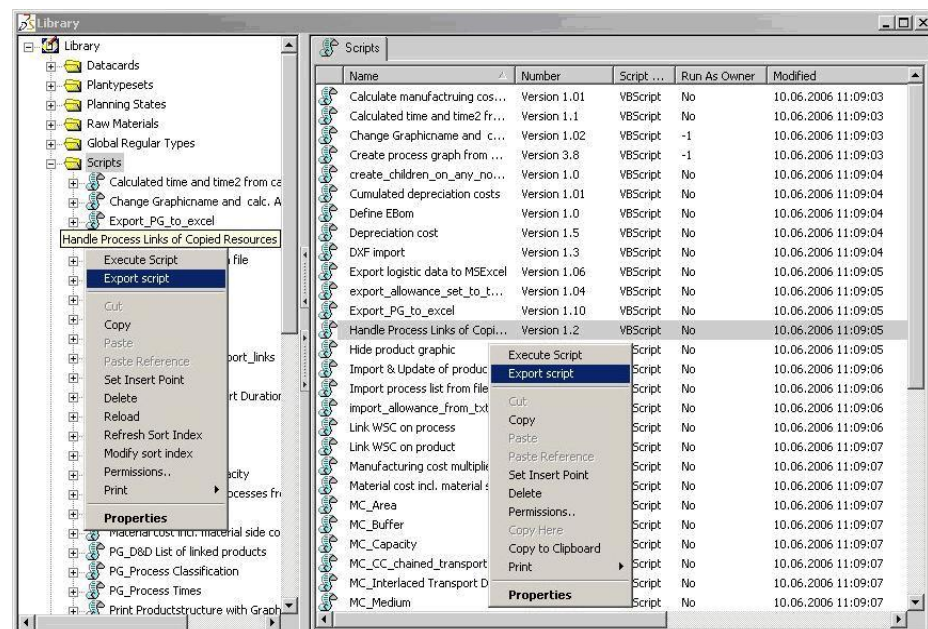 Library
Library
Datacards
Plantypesets
Planning States
Raw Materials
Global Regular Types
Scripts
Calculated time and time2 from ca
Change Graphicname and calc. A
Export_PG_to_excel
Handle Process Links of Copied Resources
file
Execute Script
Export script
Cut
Copy
Paste
Paste Reference
port_links
Set Insert Point
Delete
rt Duration
Reload
Refresh Sort Index
Modify sort index
Permissions..
acity
Print
ocesses fr
Properties
Material cost incl. material side co
PG_D&D List of linked products
PG_Process Classification
PG_Process Times
Print Productstructure with Graph
Scripts
Name Number Script ... Run As Owner Modified
Calculate manufactruing cos... Version 1.01 VBScript No 10.06.2006 11:09:03
Calculated time and time2 fr... Version 1.1 VBScript No 10.06.2006 11:09:03
Change Graphicname and c... Version 1.02 VBScript -1 10.06.2006 11:09:03
Create process graph from ... Version 3.8 VBScript -1 10.06.2006 11:09:03
create_children_on_any_no... Version 1.0 VBScript No 10.06.2006 11:09:04
Cumulated depreciation costs Version 1.01 VBScript No 10.06.2006 11:09:04
Define EBom Version 1.0 VBScript No 10.06.2006 11:09:04
Depreciation cost Version 1.5 VBScript No 10.06.2006 11:09:04
DXF import Version 1.3 VBScript No 10.06.2006 11:09:04
Export logistic data to MSExcel Version 1.06 VBScript No 10.06.2006 11:09:05
export_allowance_set_to_t... Version 1.04 VBScript No 10.06.2006 11:09:05
Export_PG_to_excel Version 1.10 VBScript No 10.06.2006 11:09:05
Handle Process Links of Copi... Version 1.2 VBScript No 10.06.2006 11:09:05
Hide product graphic Script No 10.06.2006 11:09:05
Import & Update of produc Script No 10.06.2006 11:09:06
Import process list from file Script No 10.06.2006 11:09:06
import_allowance_from_txt Script No 10.06.2006 11:09:06
Link WSC on process Script No 10.06.2006 11:09:06
Link WSC on product Script No 10.06.2006 11:09:07
Manufacturing cost multiplie Script No 10.06.2006 11:09:07
Material cost incl. material s Script No 10.06.2006 11:09:07
MC_Area Script No 10.06.2006 11:09:07
MC_Buffer Script No 10.06.2006 11:09:07
MC_Capacity Script No 10.06.2006 11:09:07
MC_CC_chained_transport Script No 10.06.2006 11:09:07
MC_Interlaced Transport D Script No 10.06.2006 11:09:07
MC_Medium Script No 10.06.2006 11:09:07
Execute Script
Export script
Cut
Copy
Paste
Paste Reference
Set Insert Point
Delete
Permissions..
Copy Here
Copy to Clipboard
Print
Properties